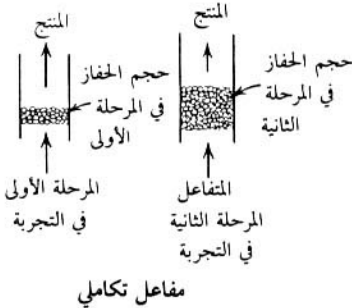 المنتج
حجم الحفاز
في المرحلة
الأولى
المرحلة الأولى
في التجربة
المنتج
حجم الحفاز
في المرحلة
الثانية
المتفاعل
المرحلة الثانية
في التجربة
مفاعل تكاملي